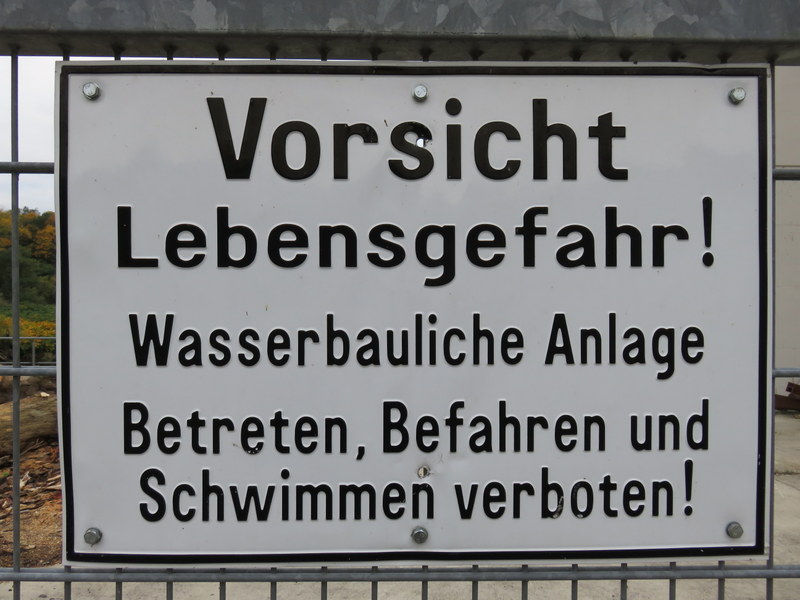 Vorsicht
Lebensgefahr!
Wasserbauliche Anlage
Betreten, Befahren und
Schwimmen verboten!